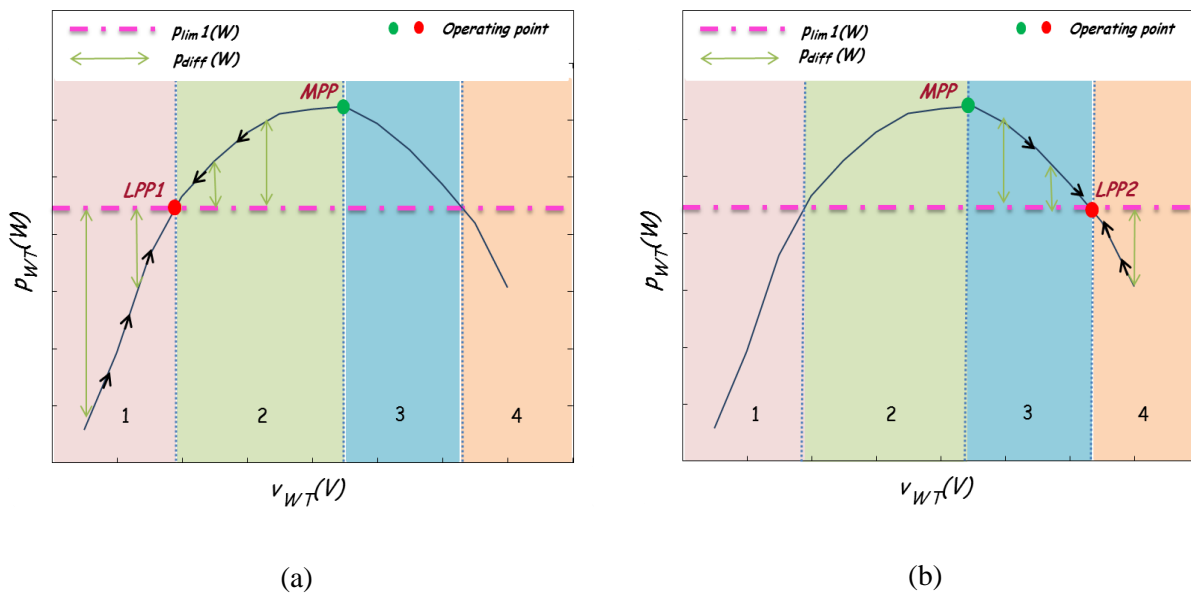 p_lim 1(W)
Operating point
p_diff (W)
MPP
LPP1
1
2
3
4
p_WT(W)
v_WT(V)
(a)
p_lim 1(W)
Operating point
p_diff (W)
MPP
LPP2
1
2
3
4
p_WT(W)
v_WT(V)
(b)